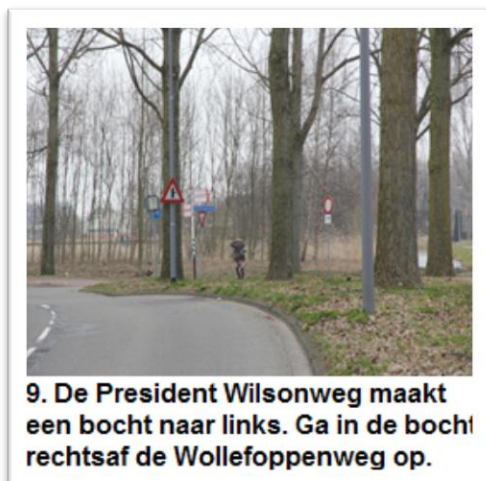 9. De President Wilsonweg maakt
een bocht naar links. Ga in de bocht
rechtsaf de Wollefoppenweg op.